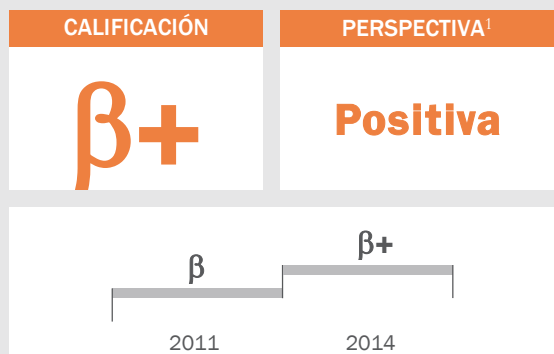 CALIFICACIÓN
PERSPECTIVA¹
β+
Positiva
β
β+
2011
2014